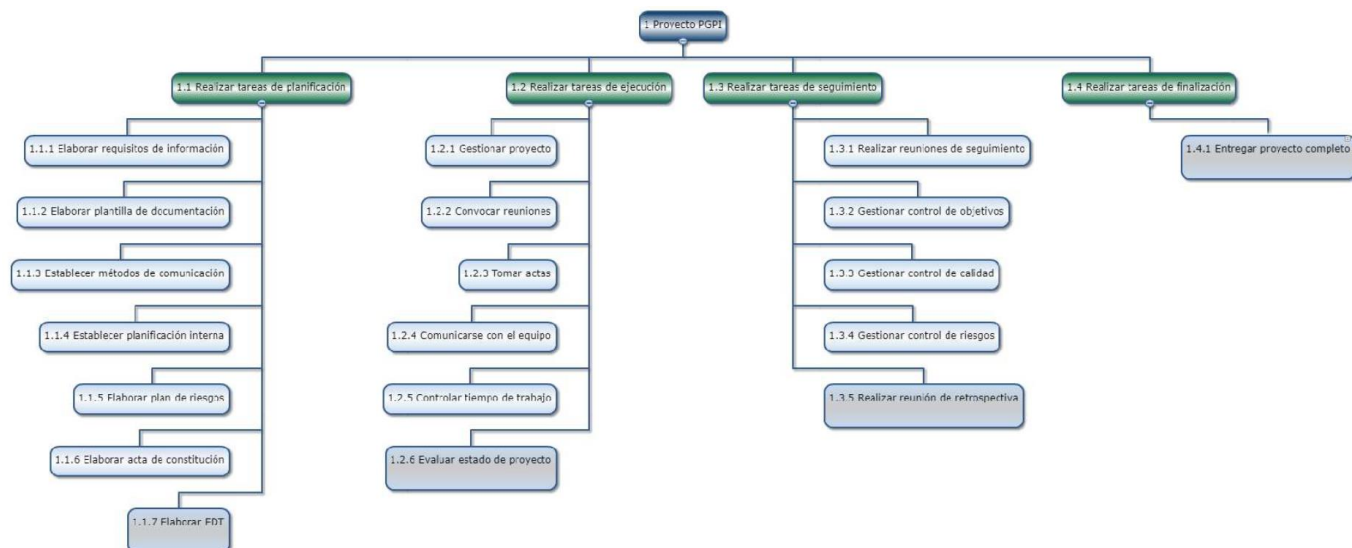 1 Proyecto PGPI
1.1 Realizar tareas de planificación
1.2 Realizar tareas de ejecución
1.3 Realizar tareas de seguimiento
1.4 Realizar tareas de finalización
1.1.1 Elaborar requisitos de información
1.1.2 Elaborar plantilla de documentación
1.1.3 Establecer métodos de comunicación
1.1.4 Establecer planificación interna
1.1.5 Elaborar plan de riesgos
1.1.6 Elaborar acta de constitución
1.1.7 Elaborar EDT
1.2.1 Gestionar proyecto
1.2.2 Convocar reuniones
1.2.3 Tomar actas
1.2.4 Comunicarse con el equipo
1.2.5 Controlar tiempo de trabajo
1.2.6 Evaluar estado de proyecto
1.3.1 Realizar reuniones de seguimiento
1.3.2 Gestionar control de objetivos
1.3.3 Gestionar control de calidad
1.3.4 Gestionar control de riesgos
1.3.5 Realizar reunión de retrospectiva
1.4.1 Entregar proyecto completo